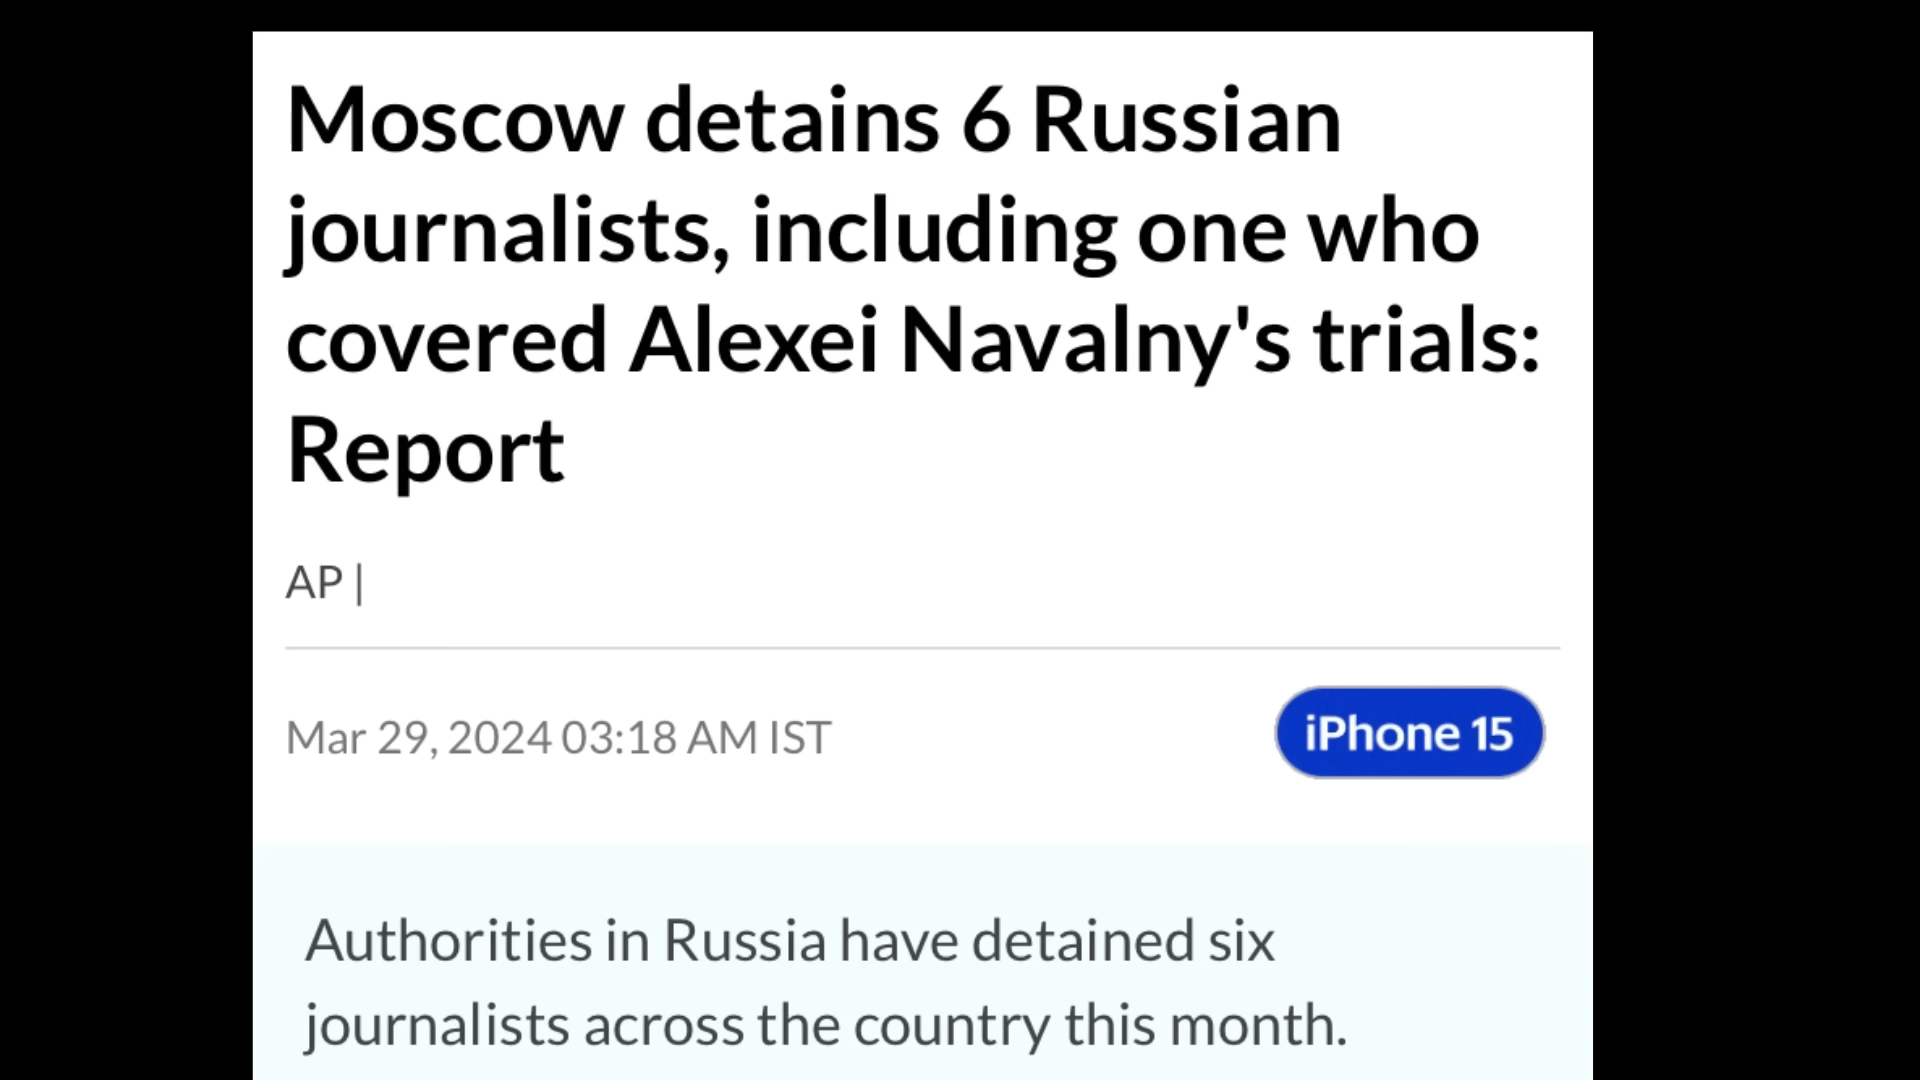 Moscow detains 6 Russian
journalists, including one who
covered Alexei Navalny's trials:
Report
AP |
Mar 29, 2024 03:18 AM IST
iPhone 15
Authorities in Russia have detained six
journalists across the country this month.